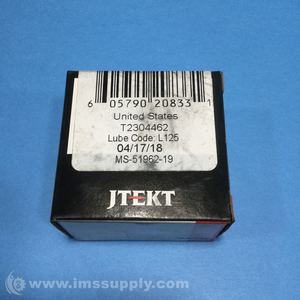 6 05790 20833 1
United States
T2304462
Lube Code: L125
04/17/18
MS-51962-19
JTEKT
© www.imssupply.com